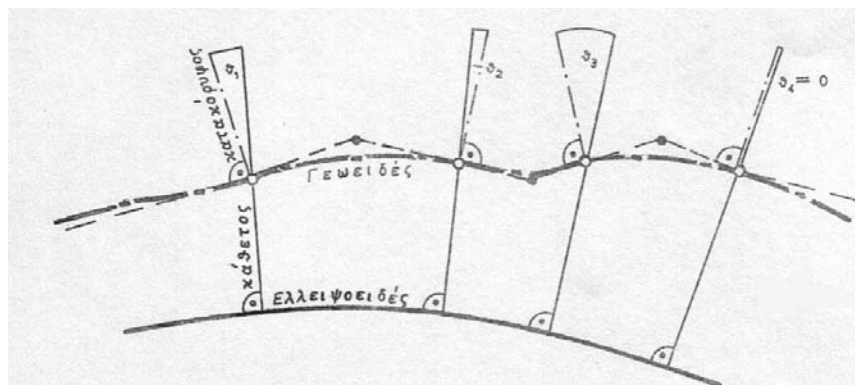 κατακόρυφος
ϑ₁
ϑ₂
ϑ₃
ϑ₄ = 0
Γεωειδές
κάθετος
Ελλειψοειδές